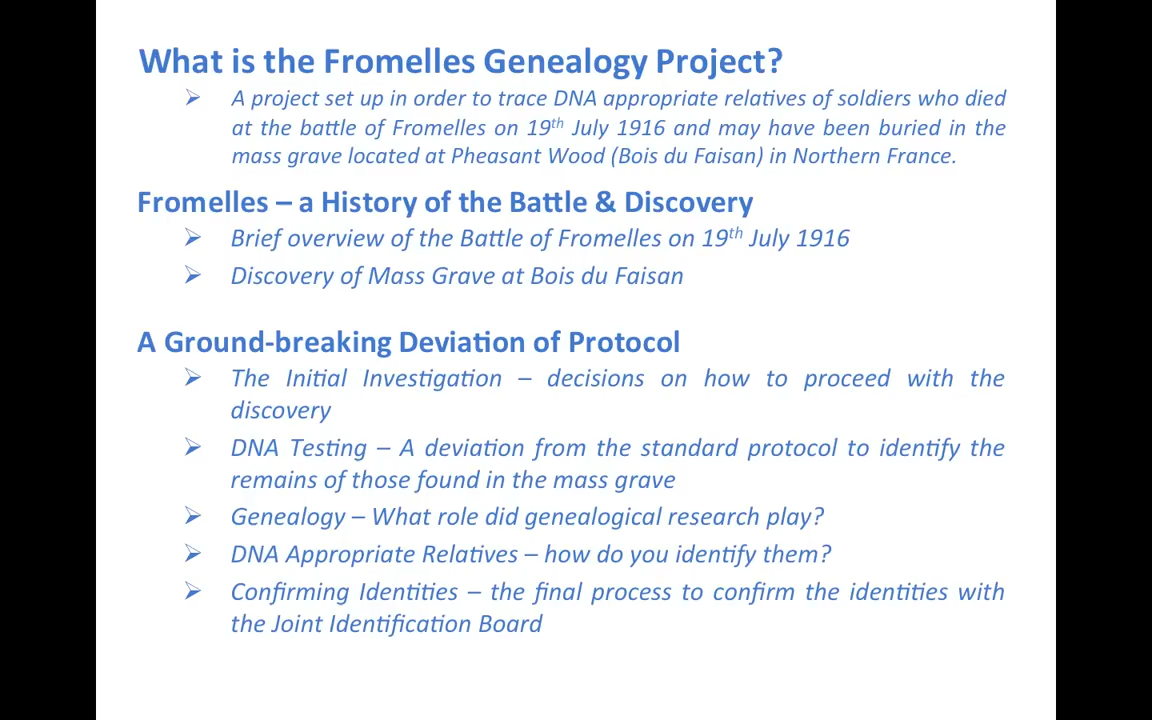 What is the Fromelles Genealogy Project?
➢ A project set up in order to trace DNA appropriate relatives of soldiers who died
at the battle of Fromelles on 19th July 1916 and may have been buried in the
mass grave located at Pheasant Wood (Bois du Faisan) in Northern France.
Fromelles – a History of the Battle & Discovery
➢ Brief overview of the Battle of Fromelles on 19th July 1916
➢ Discovery of Mass Grave at Bois du Faisan
A Ground-breaking Deviation of Protocol
➢ The Initial Investigation – decisions on how to proceed with the
discovery
➢ DNA Testing – A deviation from the standard protocol to identify the
remains of those found in the mass grave
➢ Genealogy – What role did genealogical research play?
➢ DNA Appropriate Relatives – how do you identify them?
➢ Confirming Identities – the final process to confirm the identities with
the Joint Identification Board